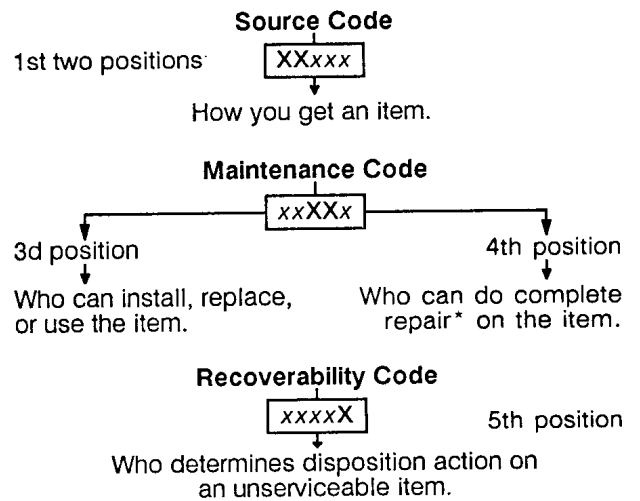 Source Code
1st two positions
XXxxx
How you get an item.
Maintenance Code
xxXXx
3d position
4th position
Who can install, replace,
or use the item.
Who can do complete
repair* on the item.
Recoverability Code
xxxxX
5th position
Who determines disposition action on
an unserviceable item.